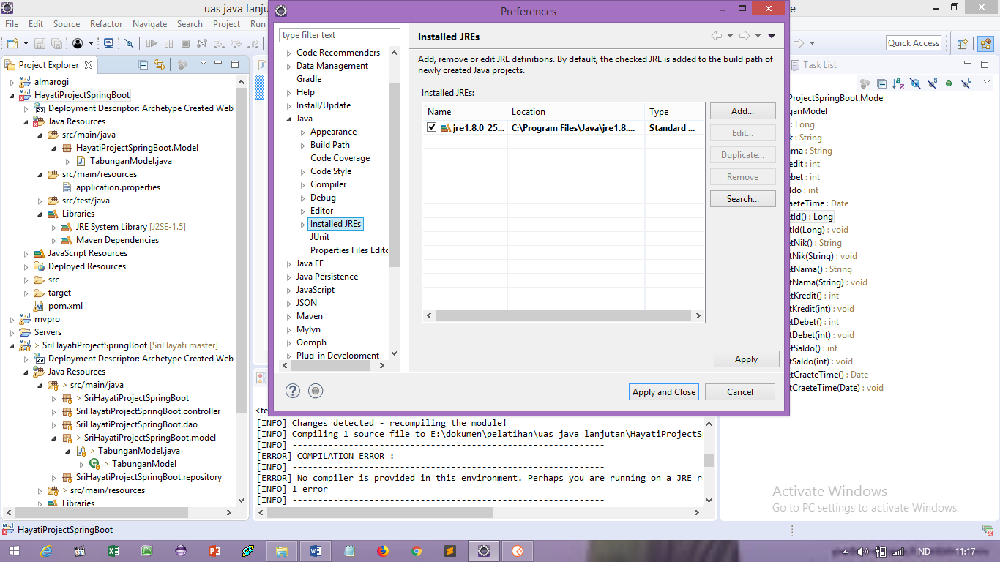 uas java lanju
Preferences
e
File Edit Source Refactor Navigate Search Project Run
Quick Access
Project Explorer
almarogi
HayatiProjectSpringBoot
Deployment Descriptor: Archetype Created Web
Java Resources
src/main/java
HayatiProjectSpringBoot.Model
TabunganModel.java
src/main/resources
application.properties
src/test/java
Libraries
JRE System Library [J2SE-1.5]
Maven Dependencies
JavaScript Resources
Deployed Resources
src
target
pom.xml
mvpro
Servers
> SriHayatiProjectSpringBoot [SriHayati master]
Deployment Descriptor: Archetype Created Web
Java Resources
> src/main/java
> SriHayatiProjectSpringBoot
SriHayatiProjectSpringBoot.controller
SriHayatiProjectSpringBoot.dao
> SriHayatiProjectSpringBoot.model
> TabunganModel.java
> TabunganModel
SriHayatiProjectSpringBoot.repository
> src/main/resources
Libraries
type filter text
Code Recommenders
Data Management
Gradle
Help
Install/Update
Java
Appearance
Build Path
Code Coverage
Code Style
Compiler
Debug
Editor
Installed JREs
JUnit
Properties Files Edito
Java EE
Java Persistence
JavaScript
JSON
Maven
Mylyn
Oomph
Plug-in Development
Installed JREs
Add, remove or edit JRE definitions. By default, the checked JRE is added to the build path of
newly created Java projects.
Installed JREs:
Name Location Type
jre1.8.0_25... C:\Program Files\Java\jre1.8.... Standard ...
Add...
Edit...
Duplicate...
Remove
Search...
Apply
Apply and Close
Cancel
Task List
rojectSpringBoot.Model
ganModel
: Long
k : String
ma : String
edit : int
ebet : int
ldo : int
aeteTime : Date
etId() : Long
tId(Long) : void
etNik() : String
tNik(String) : void
etNama() : String
tNama(String) : void
etKredit() : int
tKredit(int) : void
etDebet() : int
tDebet(int) : void
etSaldo() : int
tSaldo(int) : void
etCraeteTime() : Date
tCraeteTime(Date) : void
<te
[INFO] Changes detected - recompiling the module!
[INFO] Compiling 1 source file to E:\dokumen\pelatihan\uas java lanjutan\HayatiProjectS
[INFO] -------------------------------------------------------------
[ERROR] COMPILATION ERROR :
[INFO] -------------------------------------------------------------
[ERROR] No compiler is provided in this environment. Perhaps you are running on a JRE r
[INFO] 1 error
[INFO] -------------------------------------------------------------
Activate Windows
Go to PC settings to activate Windows.
HayatiProjectSpringBoot
IND
11:17